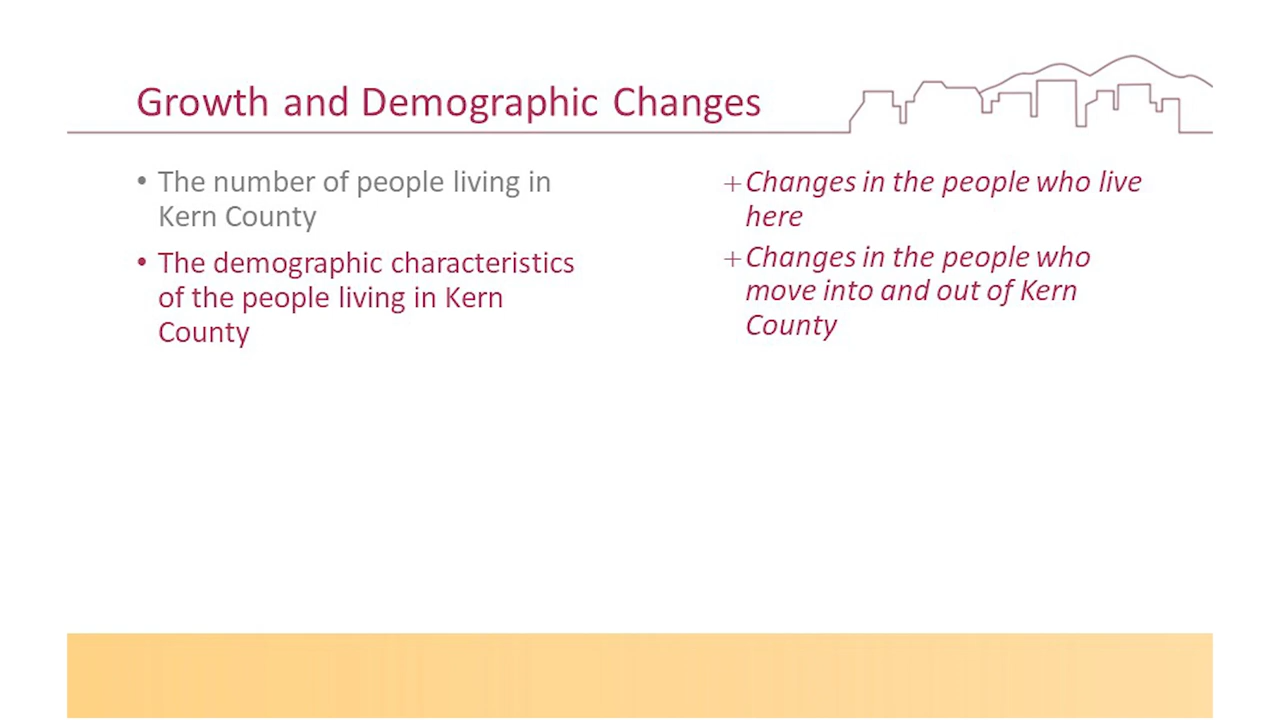 Growth and Demographic Changes
• The number of people living in
Kern County
• The demographic characteristics
of the people living in Kern
County
+Changes in the people who live
here
+Changes in the people who
move into and out of Kern
County